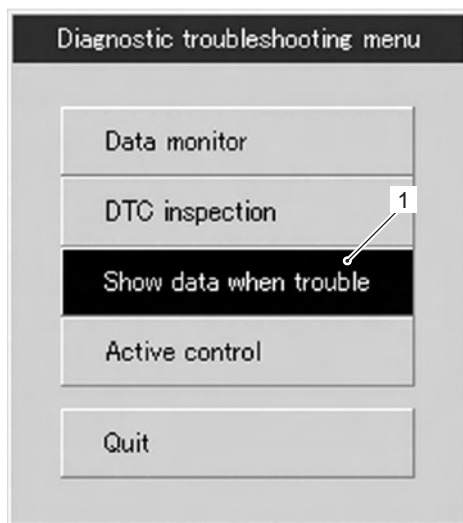 Diagnostic troubleshooting menu
Data monitor
DTC inspection
1
Show data when trouble
Active control
Quit